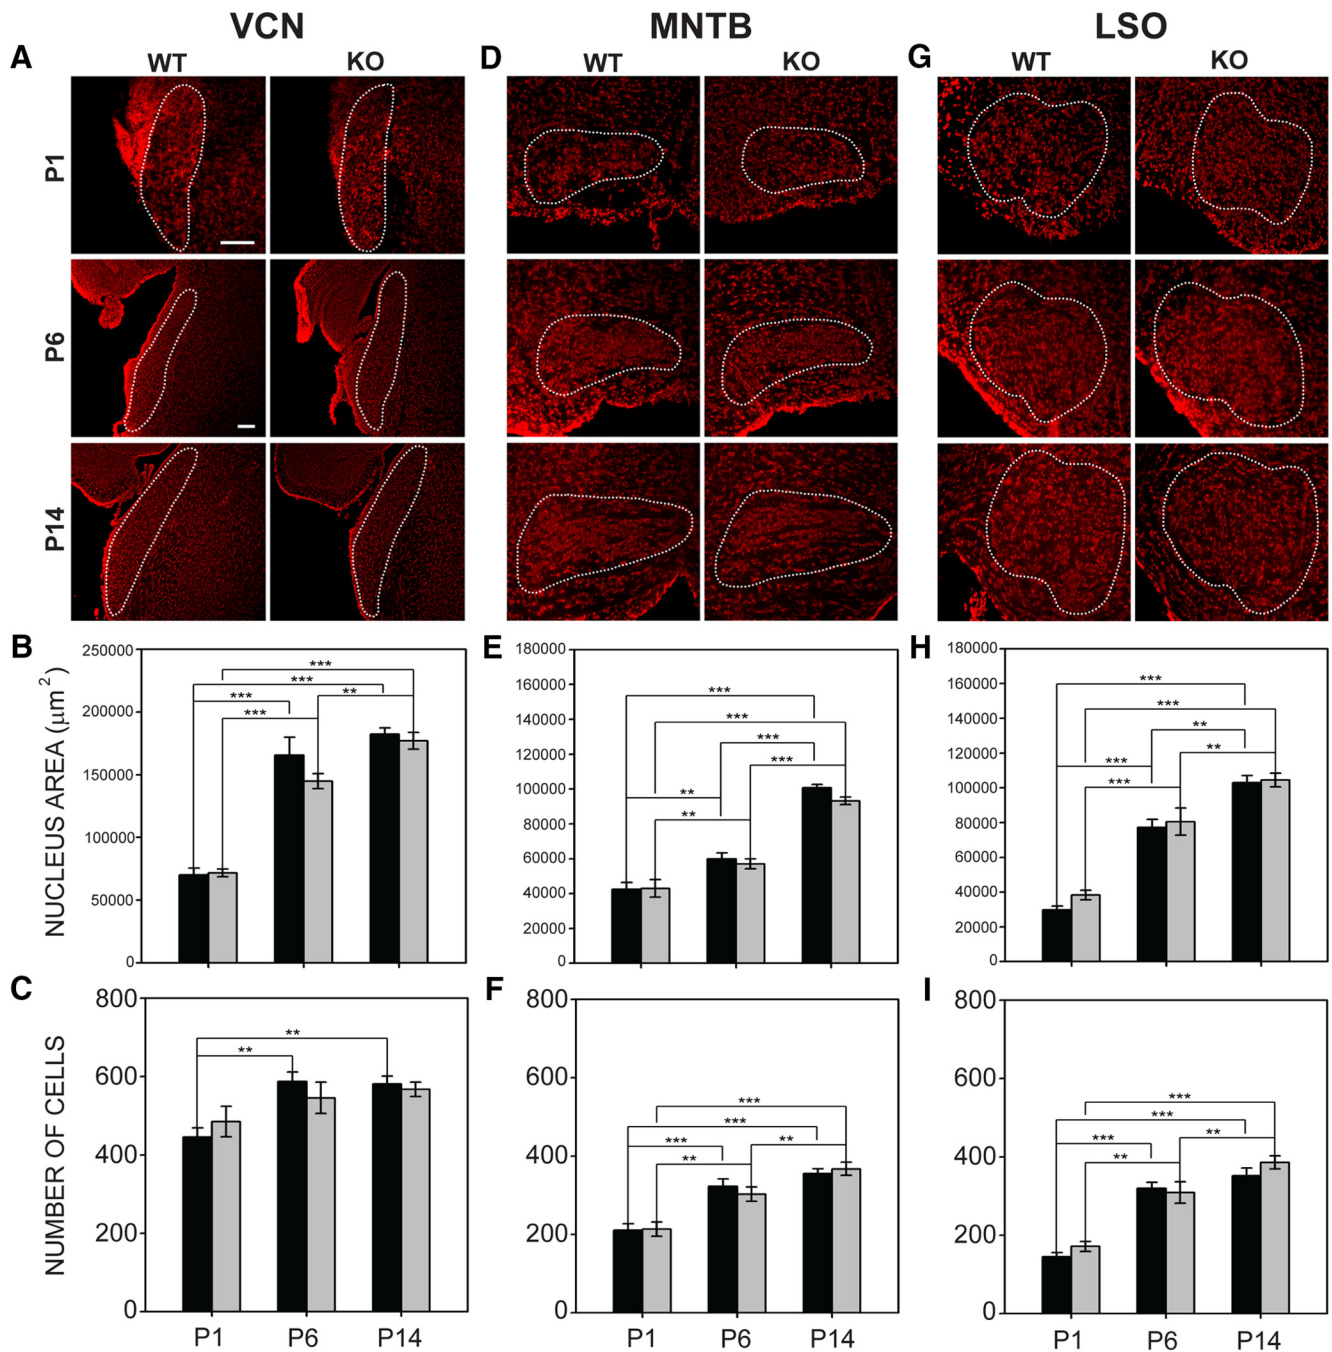 VCN MNTB LSO
A WT KO D WT KO G WT KO
P1
P6
P14
B E H
NUCLEUS AREA (μm²)
250000
200000
150000
100000
50000
0
*** *** *** ** ***
180000
160000
140000
120000
100000
80000
60000
40000
20000
0
*** *** *** *** ** **
180000
160000
140000
120000
100000
80000
60000
40000
20000
0
*** *** ** ** *** ***
C F I
NUMBER OF CELLS
800
600
400
200
0
** **
800
600
400
200
0
*** *** *** ** **
800
600
400
200
0
*** *** *** ** **
P1 P6 P14 P1 P6 P14 P1 P6 P14